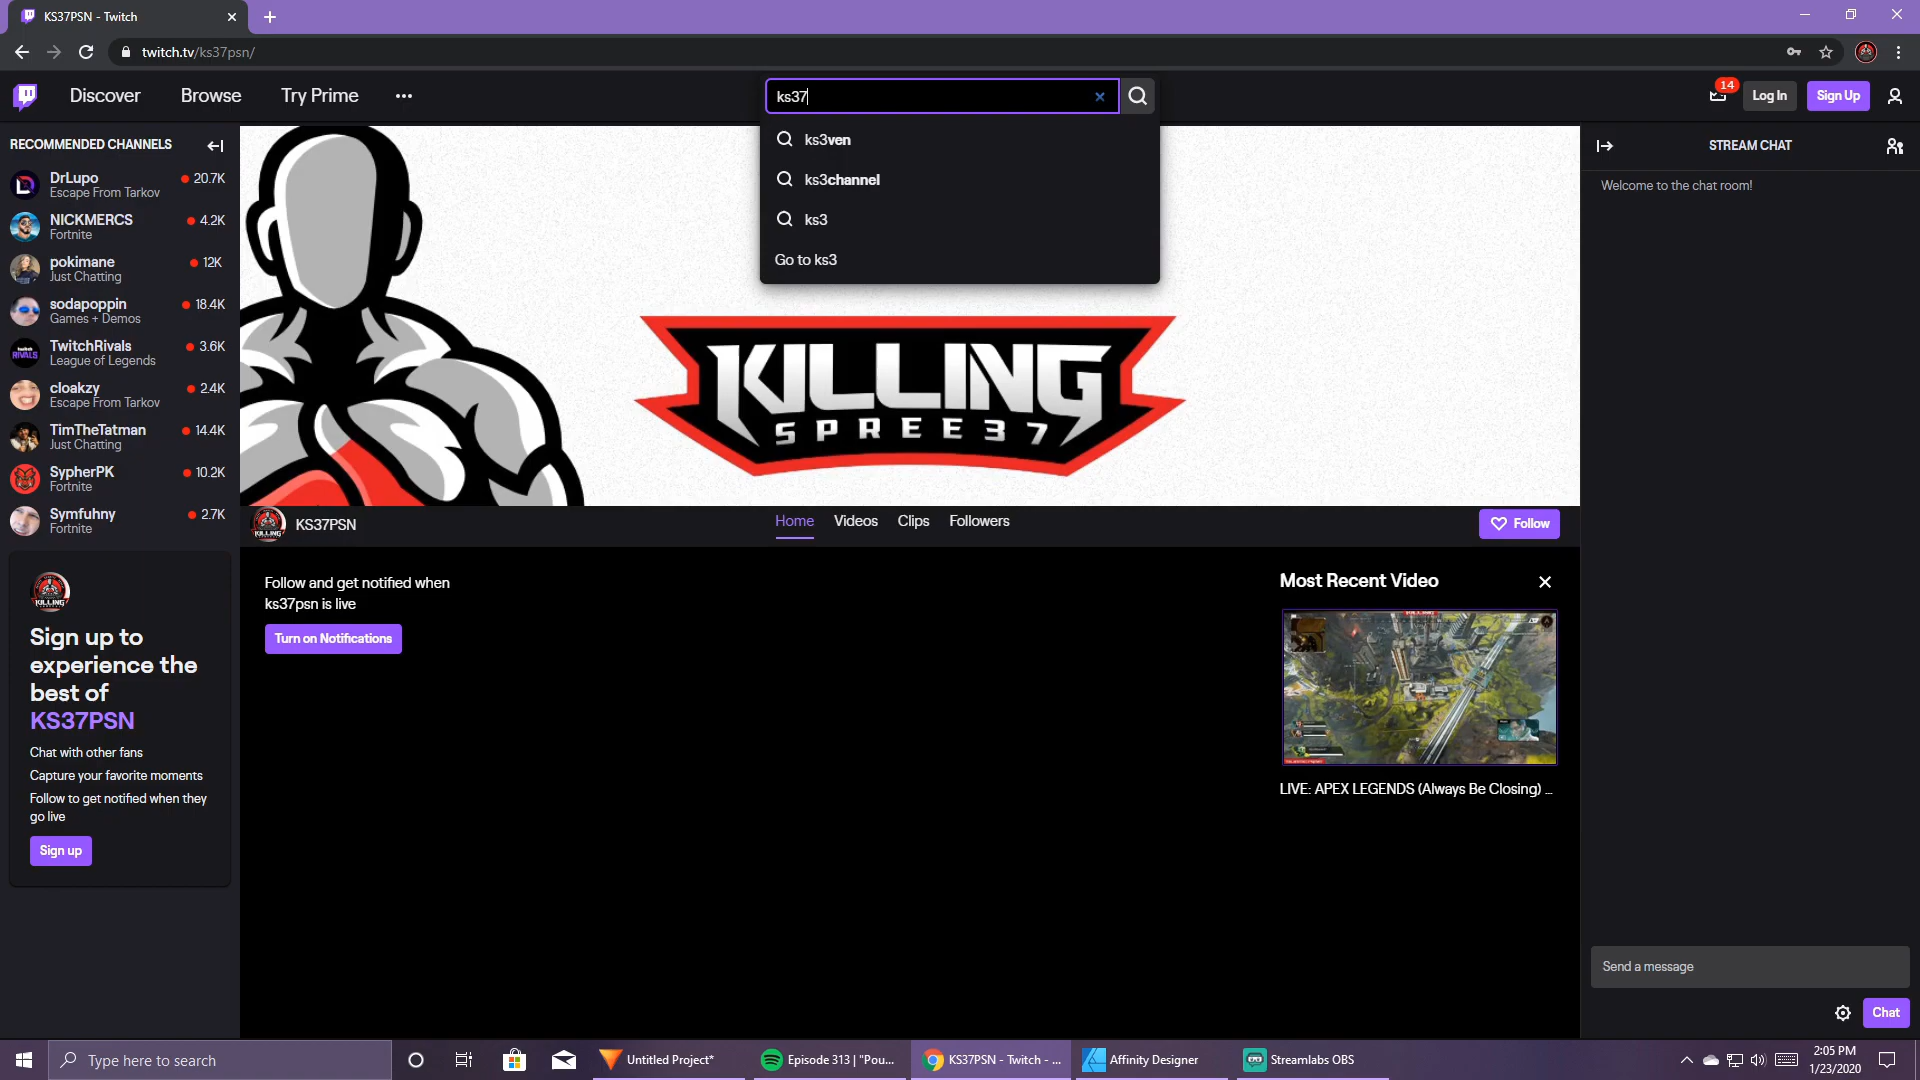 KS37PSN - Twitch
twitch.tv/ks37psn/
Discover
Browse
Try Prime
ks37
14
Log In
Sign Up
ks3ven
ks3channel
ks3
Go to ks3
RECOMMENDED CHANNELS
DrLupo
20.7K
Escape From Tarkov
NICKMERCS
4.2K
Fortnite
pokimane
12K
Just Chatting
sodapoppin
18.4K
Games + Demos
TwitchRivals
3.6K
League of Legends
cloakzy
2.4K
Escape From Tarkov
TimTheTatman
14.4K
Just Chatting
SypherPK
10.2K
Fortnite
Symfuhny
2.7K
Fortnite
Sign up to
experience the
best of
KS37PSN
Chat with other fans
Capture your favorite moments
Follow to get notified when they
go live
Sign up
KILLING
SPREE37
KS37PSN
Home
Videos
Clips
Followers
Follow
Follow and get notified when
ks37psn is live
Turn on Notifications
Most Recent Video
LIVE: APEX LEGENDS (Always Be Closing) ...
STREAM CHAT
Welcome to the chat room!
Send a message
Chat
Type here to search
Untitled Project*
Episode 313 | "Pou...
KS37PSN - Twitch - ...
Affinity Designer
Streamlabs OBS
2:05 PM
1/23/2020